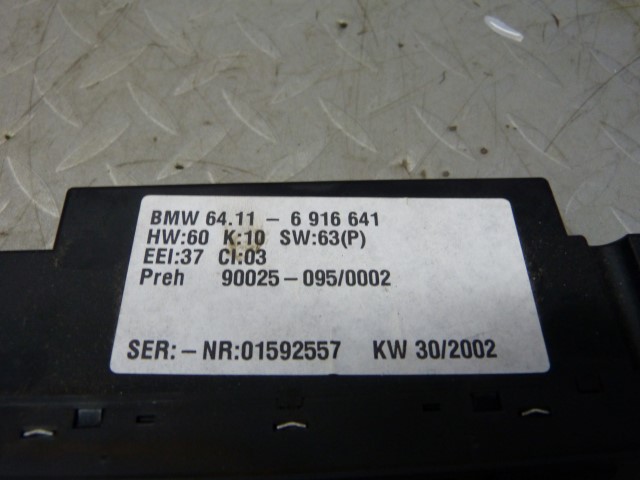 BMW 64.11 - 6 916 641
HW:60 K:10 SW:63(P)
EEI:37 CI:03
Preh 90025-095/0002
SER:-NR:01592557 KW 30/2002